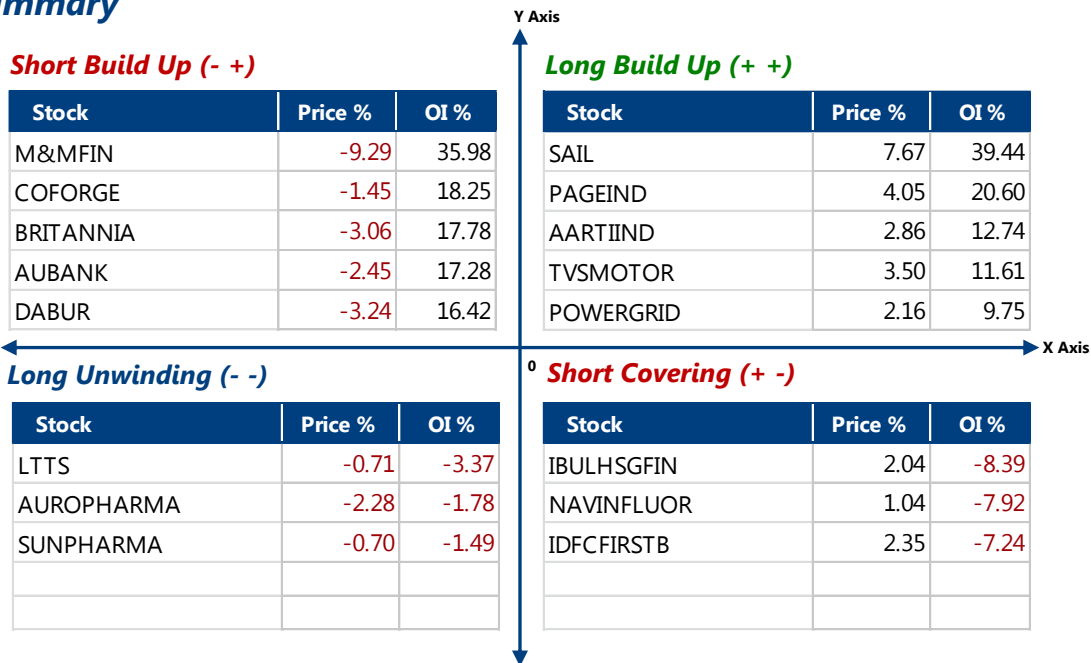 Y Axis
Short Build Up (- +)
Stock Price % OI %
M&MFIN -9.29 35.98
COFORGE -1.45 18.25
BRITANNIA -3.06 17.78
AUBANK -2.45 17.28
DABUR -3.24 16.42
Long Build Up (+ +)
Stock Price % OI %
SAIL 7.67 39.44
PAGEIND 4.05 20.60
AARTIIND 2.86 12.74
TVSMOTOR 3.50 11.61
POWERGRID 2.16 9.75
X Axis
0
Long Unwinding (- -)
Stock Price % OI %
LTTS -0.71 -3.37
AUROPHARMA -2.28 -1.78
SUNPHARMA -0.70 -1.49
Short Covering (+ -)
Stock Price % OI %
IBULHSGFIN 2.04 -8.39
NAVINFLUOR 1.04 -7.92
IDFCFIRSTB 2.35 -7.24